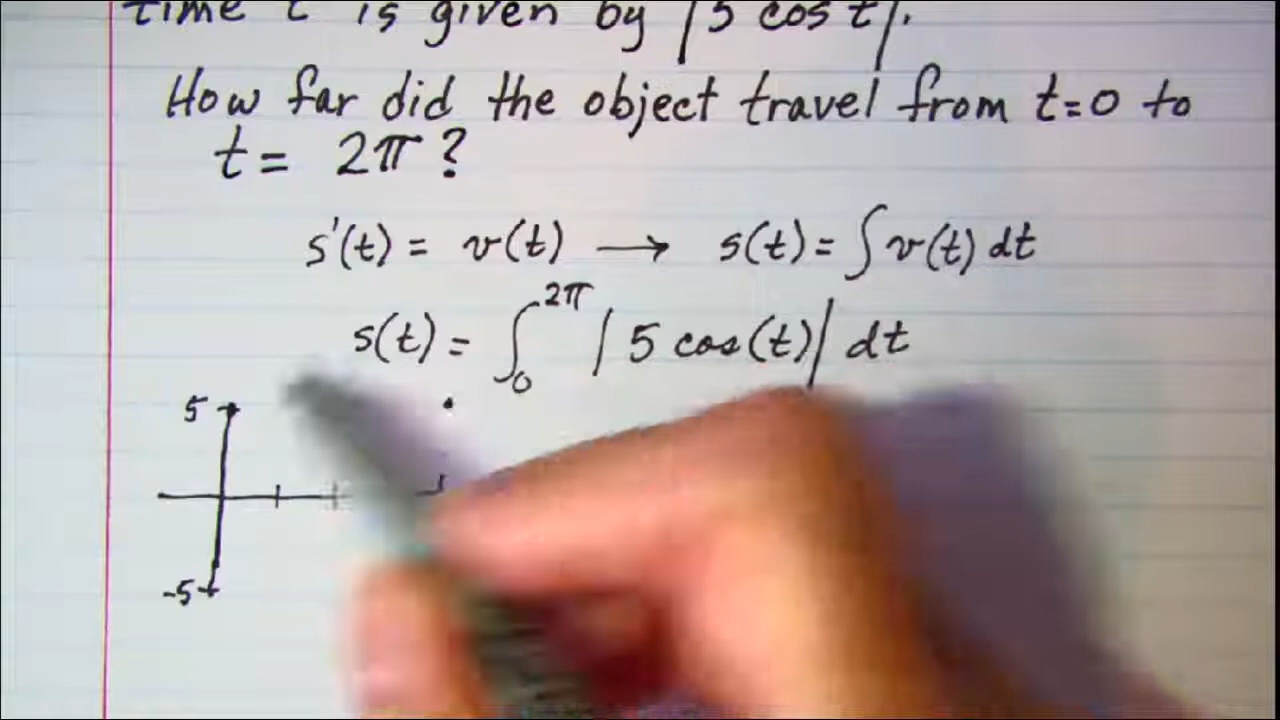 time t is given by |5 cos t|.
How far did the object travel from t=0 to
t = 2π?
s'(t) = v(t) → s(t) = ∫ v(t) dt
s(t) = ∫₀^2π |5 cos(t)| dt
5
-5